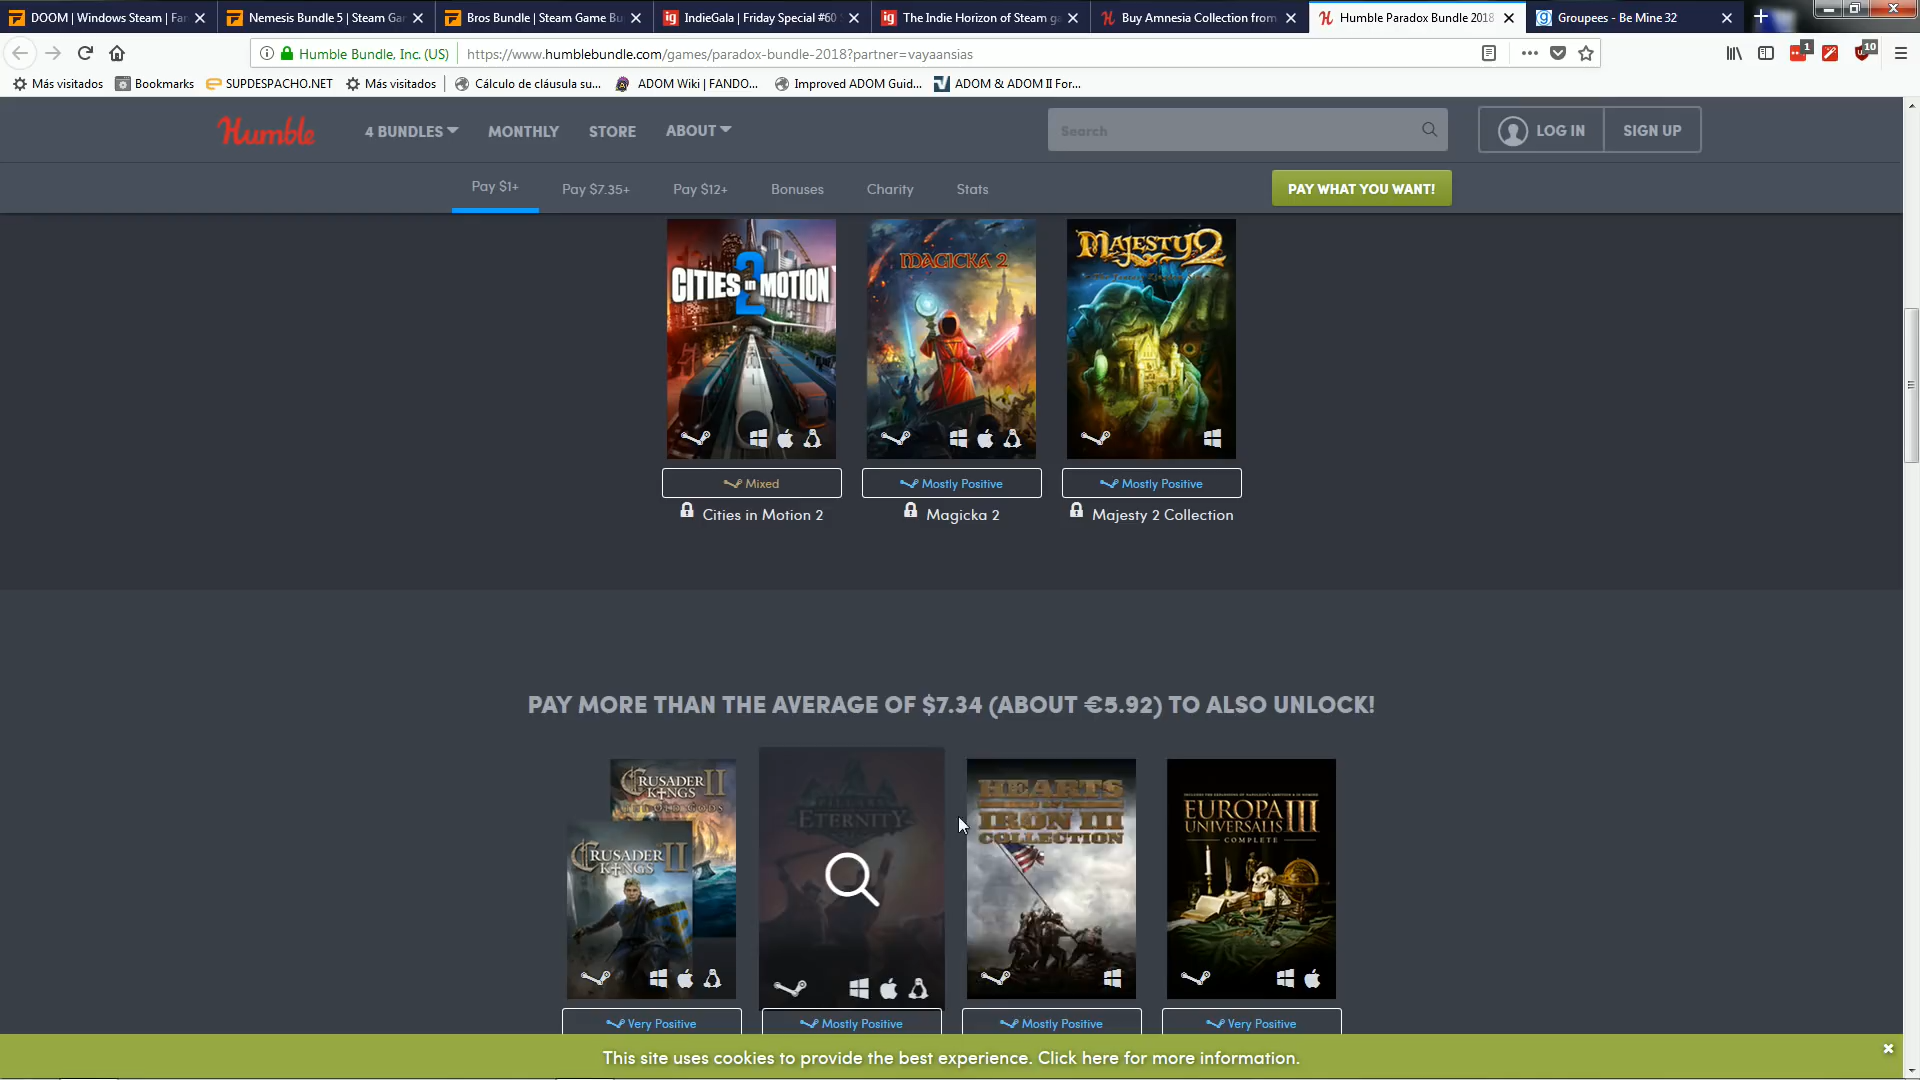 DOOM | Windows Steam | Fan
Nemesis Bundle 5 | Steam Gar
Bros Bundle | Steam Game Bu
IndieGala | Friday Special #60
The Indie Horizon of Steam ga
Buy Amnesia Collection from
Humble Paradox Bundle 2018
Groupees - Be Mine 32
Humble Bundle, Inc. (US)
https://www.humblebundle.com/games/paradox-bundle-2018?partner=vayaansias
1
10
Más visitados
Bookmarks
SUPDESPACHO.NET
Más visitados
Cálculo de cláusula su...
ADOM Wiki | FANDO...
Improved ADOM Guid...
ADOM & ADOM II For...
Humble
4 BUNDLES
MONTHLY
STORE
ABOUT
Search
LOG IN
SIGN UP
Pay $1+
Pay $7.35+
Pay $12+
Bonuses
Charity
Stats
PAY WHAT YOU WANT!
CITIES in MOTION 2
MAGICKA 2
MAJESTY 2
Mixed
Mostly Positive
Mostly Positive
Cities in Motion 2
Magicka 2
Majesty 2 Collection
PAY MORE THAN THE AVERAGE OF $7.34 (ABOUT €5.92) TO ALSO UNLOCK!
CRUSADER KINGS II
THE OLD GODS
CRUSADER KINGS II
PILLARS
ETERNITY
HEARTS
IRON III
COLLECTION
EUROPA
UNIVERSALIS III
COMPLETE
Very Positive
Mostly Positive
Mostly Positive
Very Positive
This site uses cookies to provide the best experience. Click here for more information.